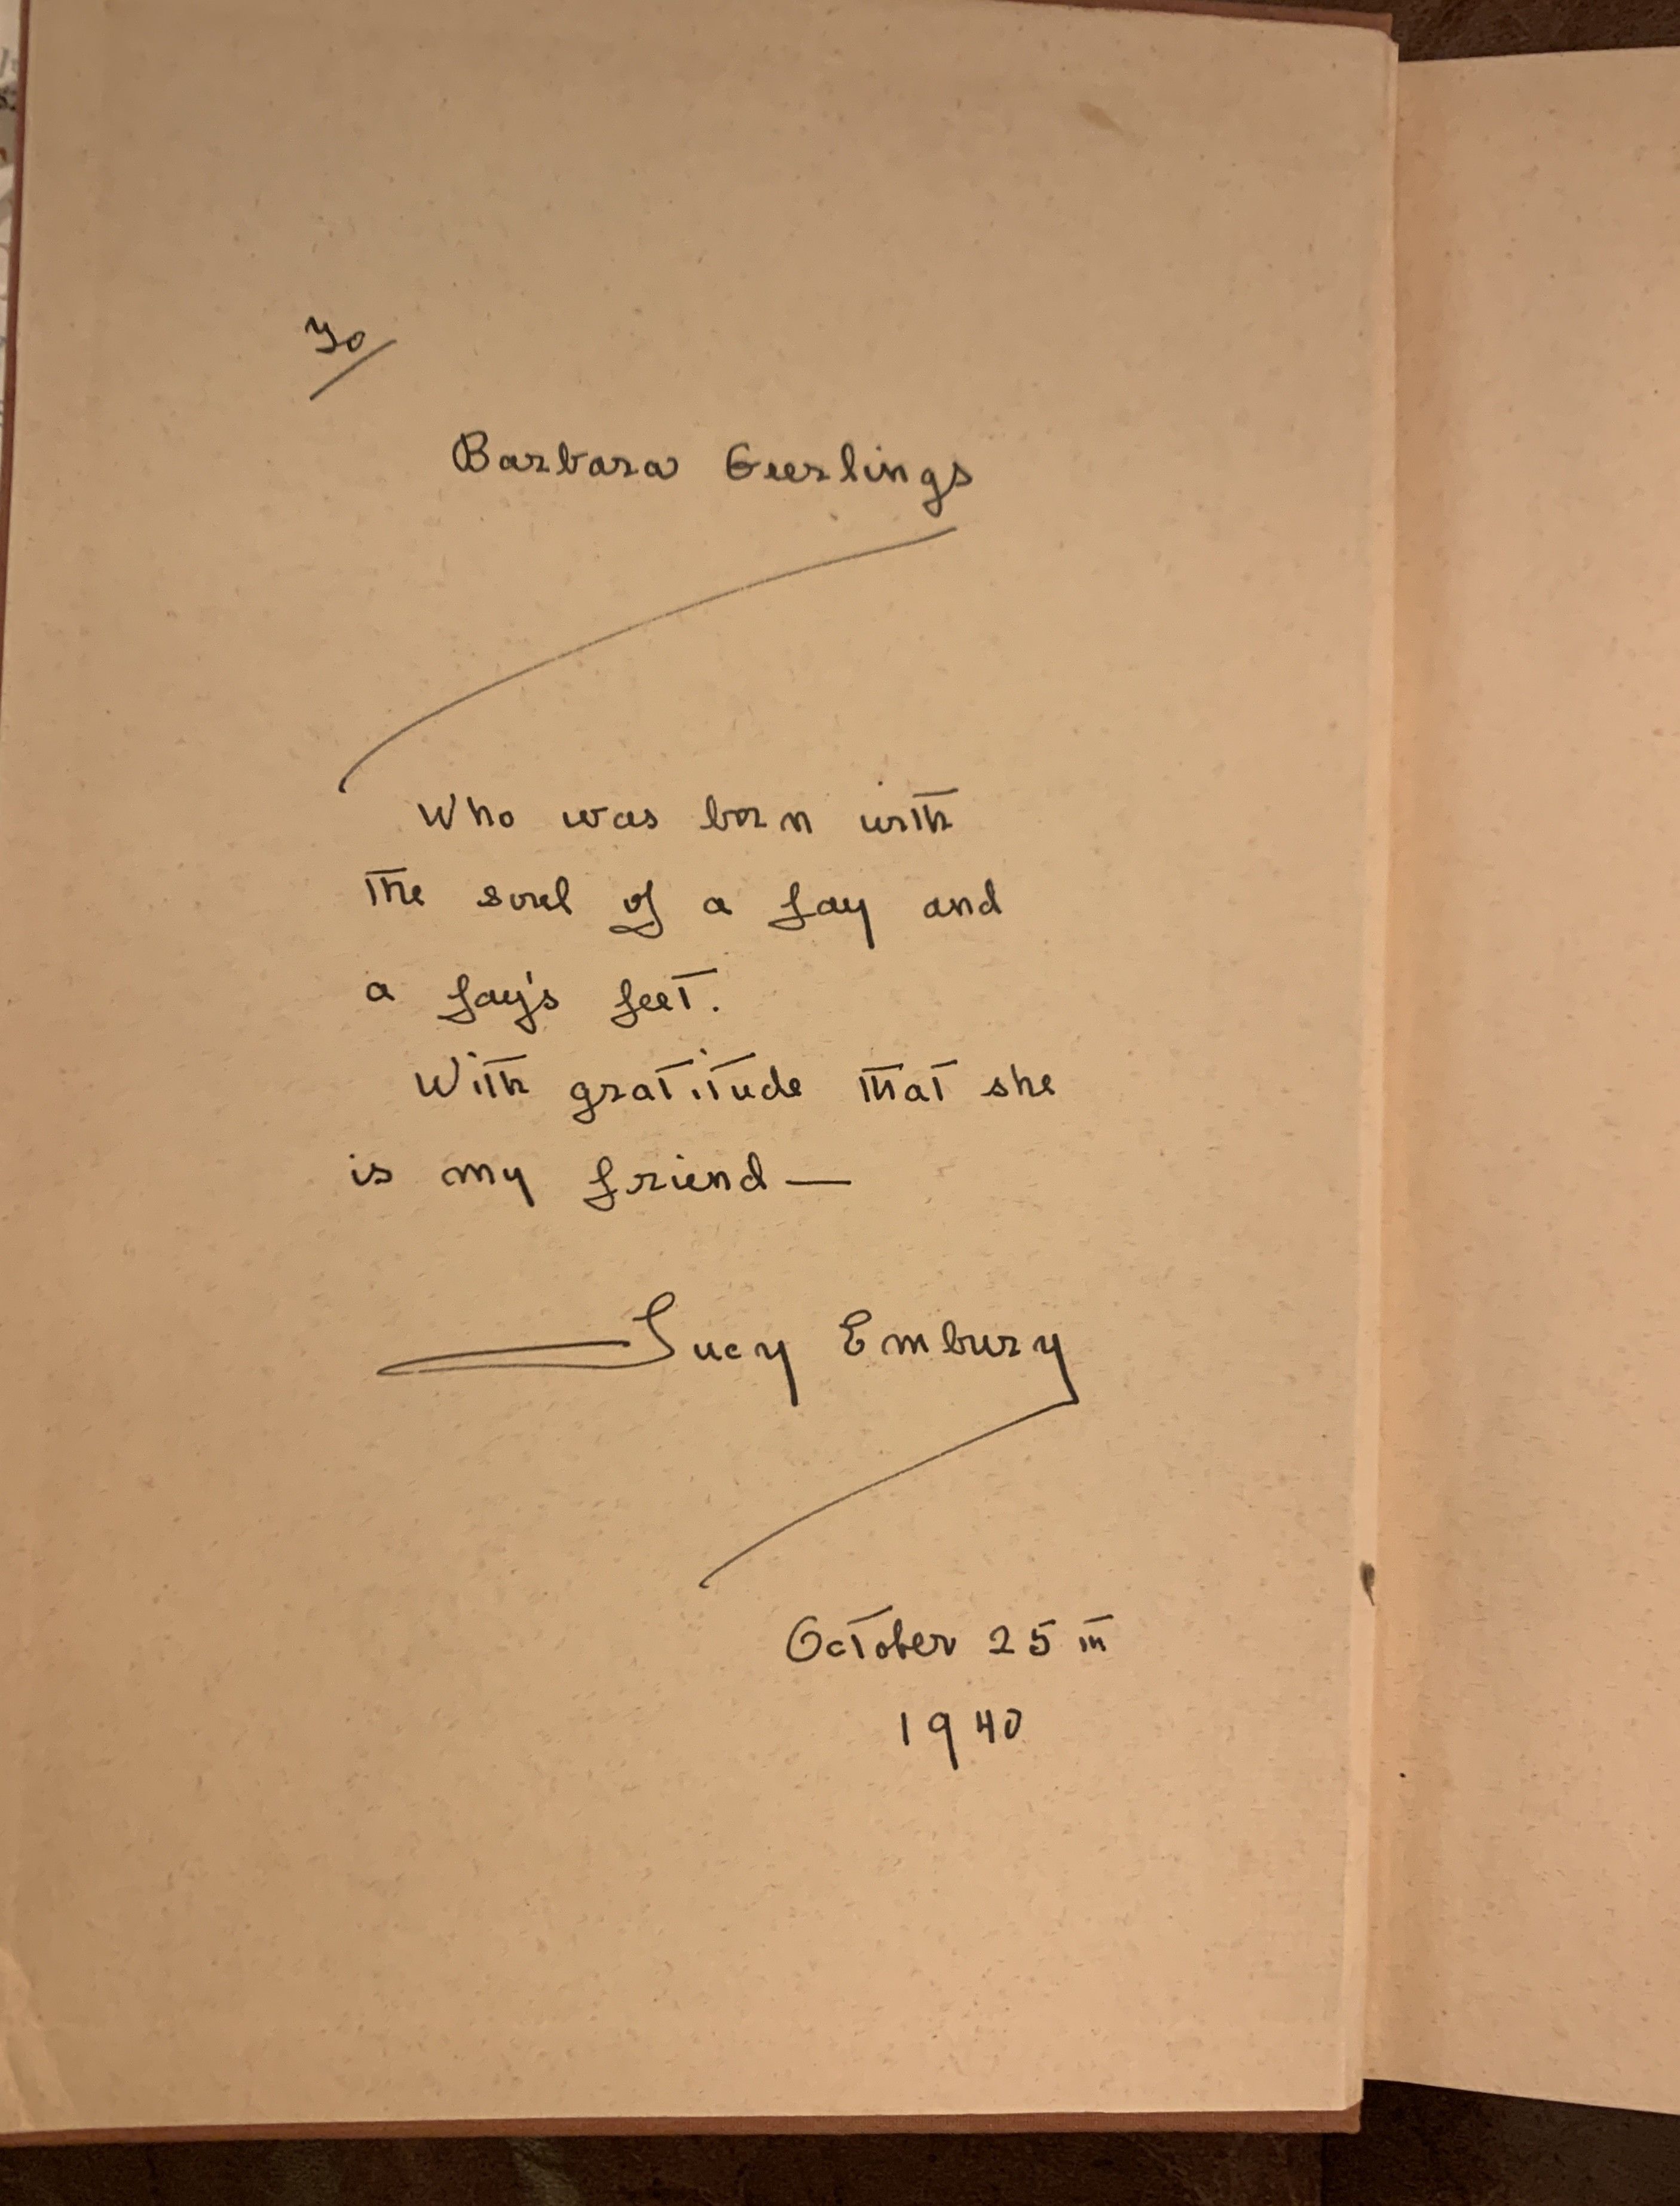 To
Barbara Geerlings
Who was born with
the soul of a fay and
a fay's feet.
With gratitude that she
is my friend—
Lucy Embury
October 25th
1940